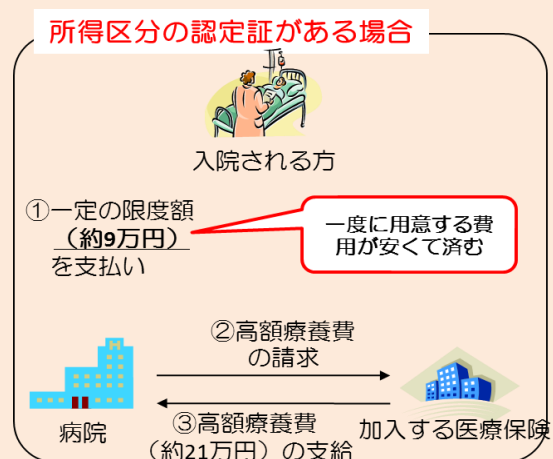 所得区分の認定証がある場合
入院される方
①一定の限度額
（約9万円）
を支払い
一度に用意する費
用が安くて済む
②高額療養費
の請求
病院
③高額療養費
（約21万円）の支給
加入する医療保険